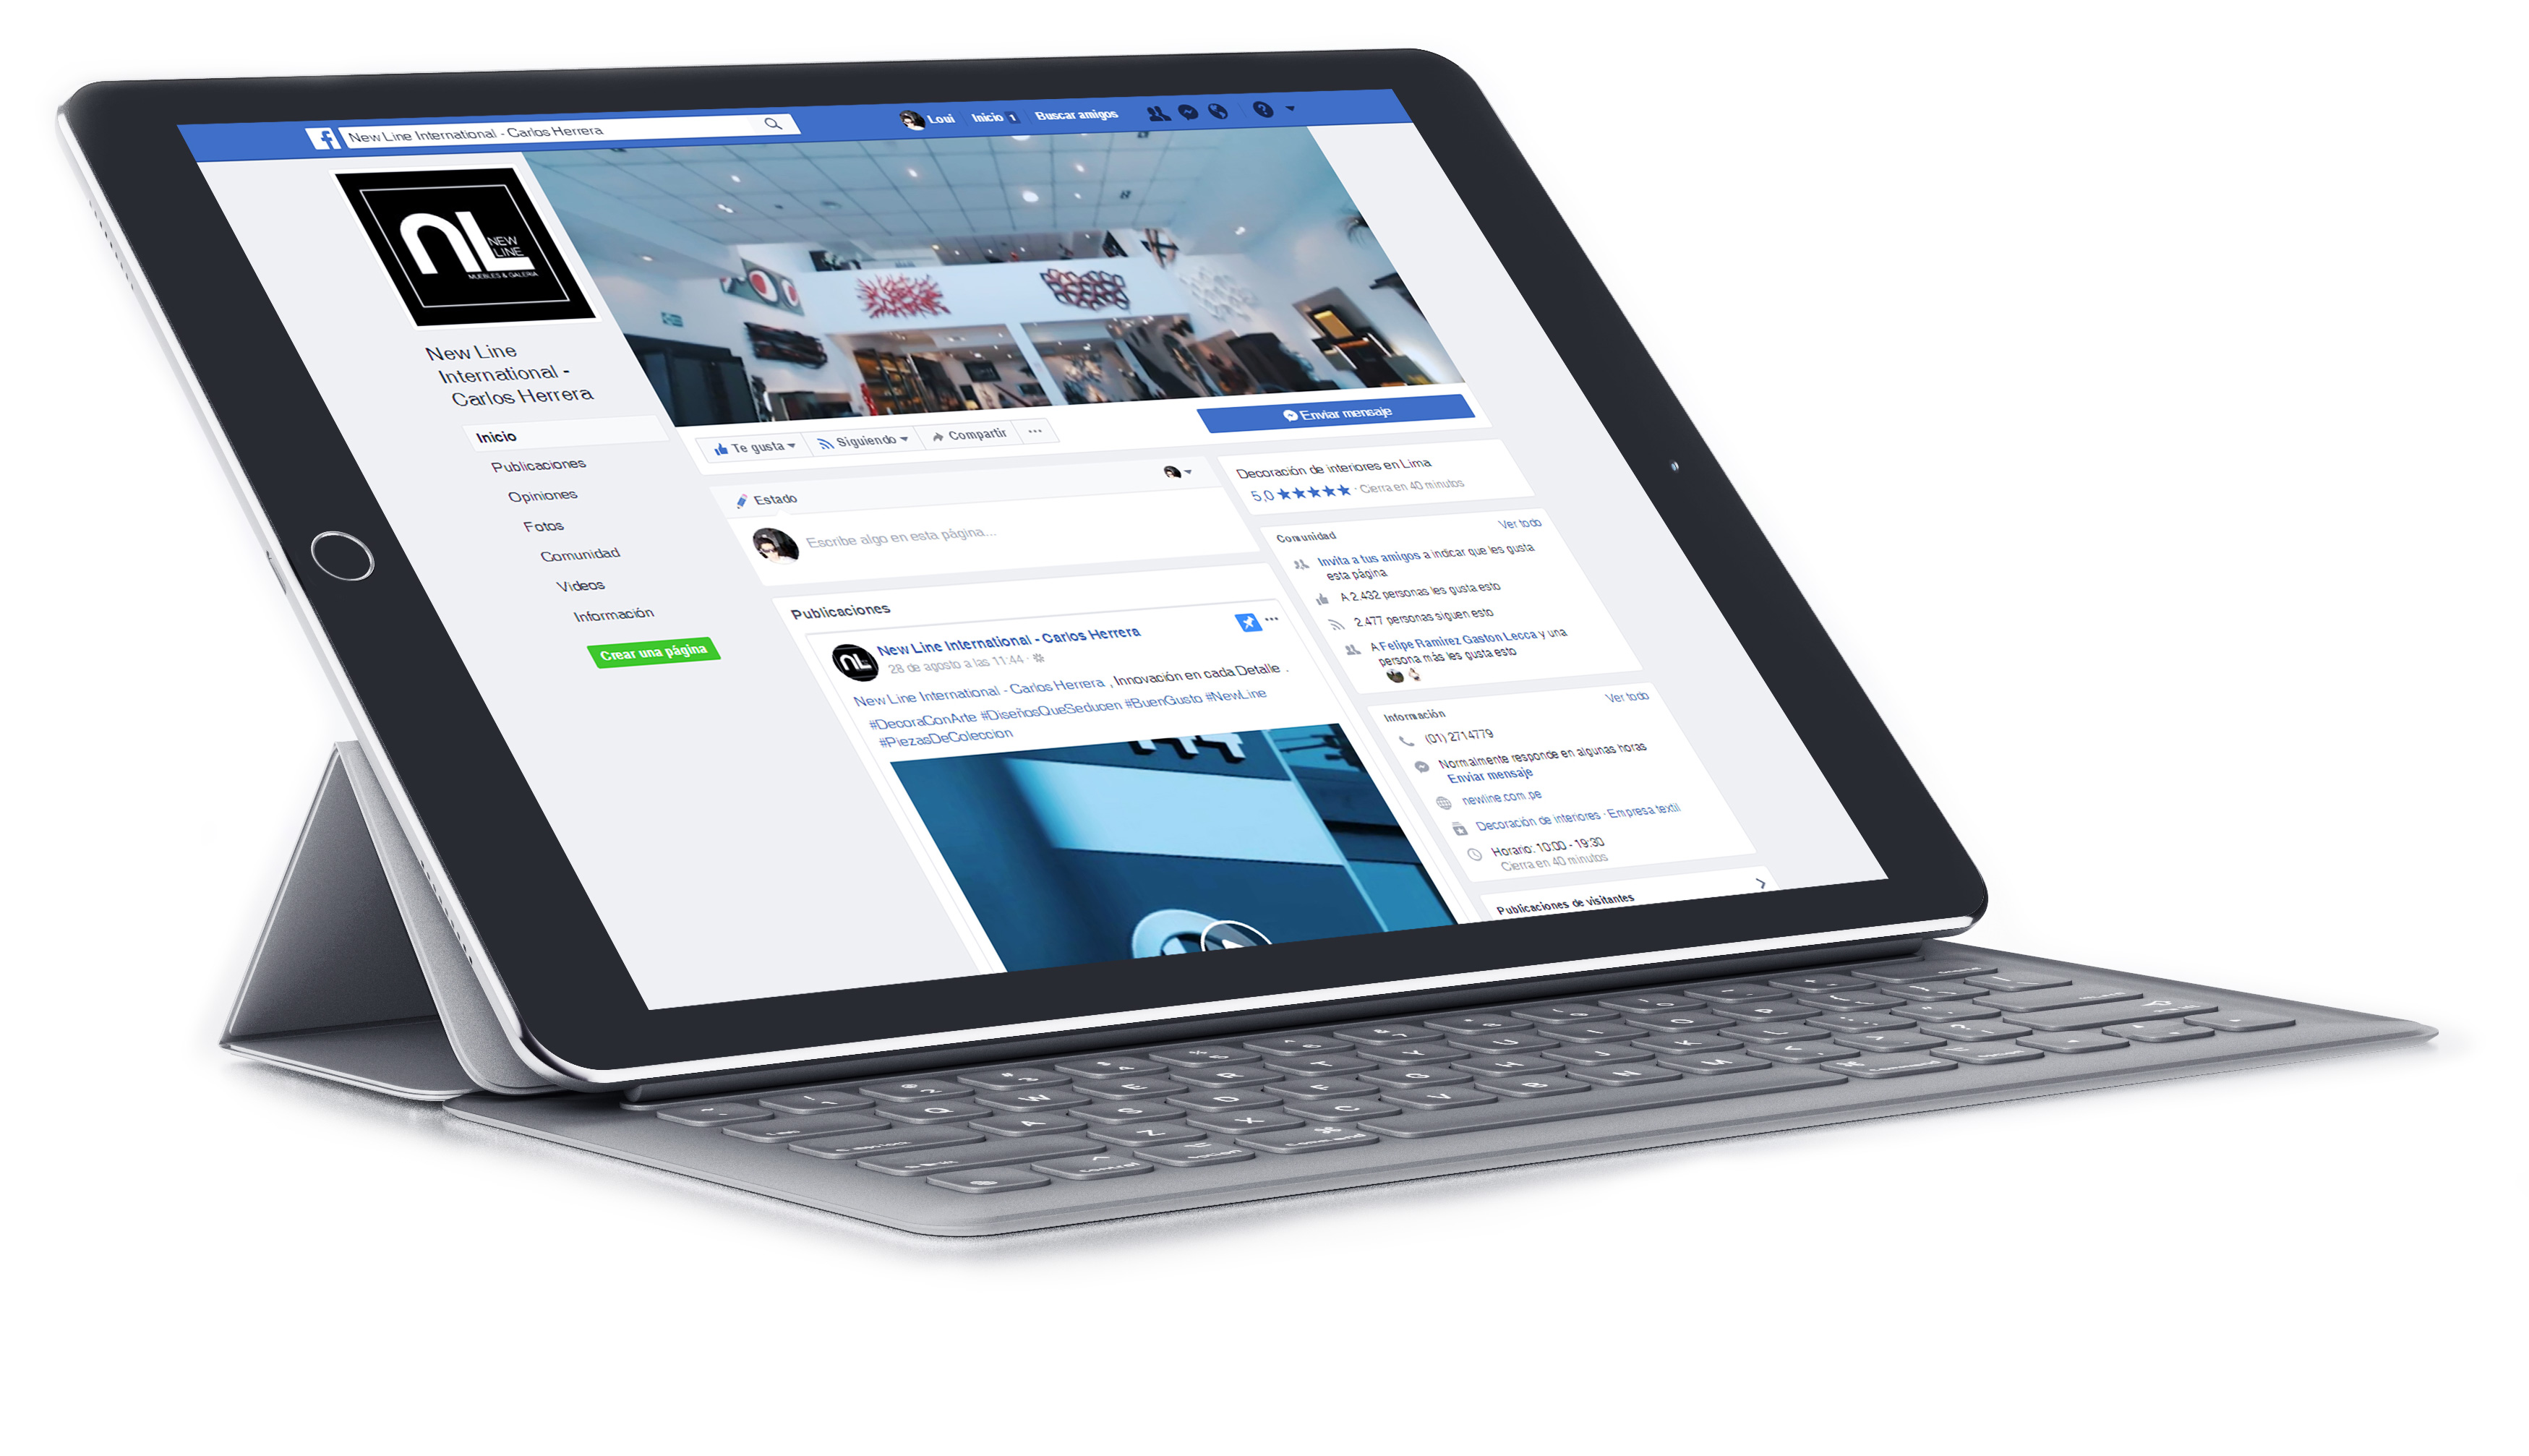 New Line International - Carlos Herrera
Loui Inicio 1 Buscar amigos
NL NEW LINE
MUEBLES & GALERIA
New Line
International -
Carlos Herrera
Inicio
Publicaciones
Opiniones
Fotos
Comunidad
Videos
Información
Crear una página
Te gusta Siguiendo Compartir ...
Enviar mensaje
Estado
Escribe algo en esta página...
Publicaciones
New Line International - Carlos Herrera
28 de agosto a las 11:44 ·
New Line International - Carlos Herrera , Innovación en cada Detalle .
#DecoraConArte #DiseñosQueSeducen #BuenGusto #NewLine
#PiezasDeColeccion
Decoración de interiores en Lima
5,0 ★★★★★ · Cierra en 40 minutos
Comunidad Ver todo
Invita a tus amigos a indicar que les gusta
esta página
A 2.432 personas les gusta esto
2.477 personas siguen esto
A Felipe Ramirez Gaston Lecca y una
persona más les gusta esto
Información Ver todo
(01) 2714779
Normalmente responde en algunas horas
Enviar mensaje
newline.com.pe
Decoración de interiores · Empresa textil
Horario: 10:00 - 19:30
Cierra en 40 minutos
Publicaciones de visitantes
Q W E R T Y U I O P
A S D F G H J K L
Z X C V B N M